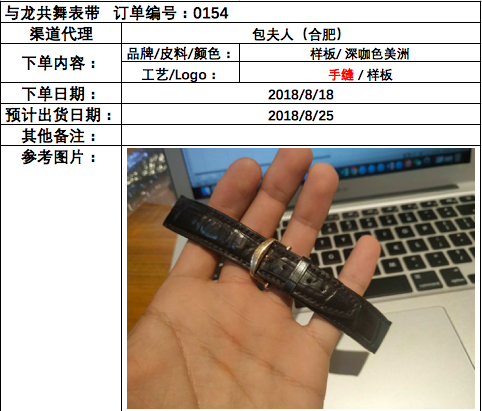 与龙共舞表带 订单编号：0154
渠道代理 包夫人（合肥）
下单内容： 品牌/皮料/颜色： 样板/ 深咖色美洲
工艺/Logo： 手缝 / 样板
下单日期： 2018/8/18
预计出货日期： 2018/8/25
其他备注：
参考图片：